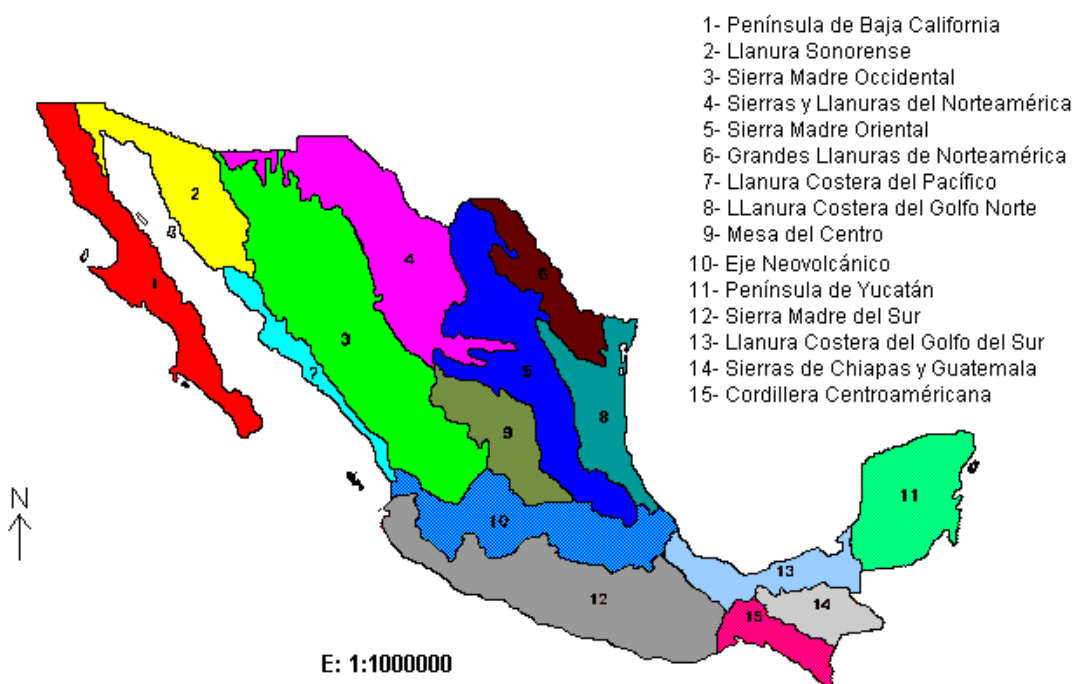 1- Península de Baja California
2- Llanura Sonorense
3- Sierra Madre Occidental
4- Sierras y Llanuras del Norteamérica
5- Sierra Madre Oriental
6- Grandes Llanuras de Norteamérica
7- Llanura Costera del Pacífico
8- LLanura Costera del Golfo Norte
9- Mesa del Centro
10- Eje Neovolcánico
11- Península de Yucatán
12- Sierra Madre del Sur
13- Llanura Costera del Golfo del Sur
14- Sierras de Chiapas y Guatemala
15- Cordillera Centroaméricana
2
4
6
1
3
7
5
8
9
11
N
10
13
12
14
15
E: 1:1000000